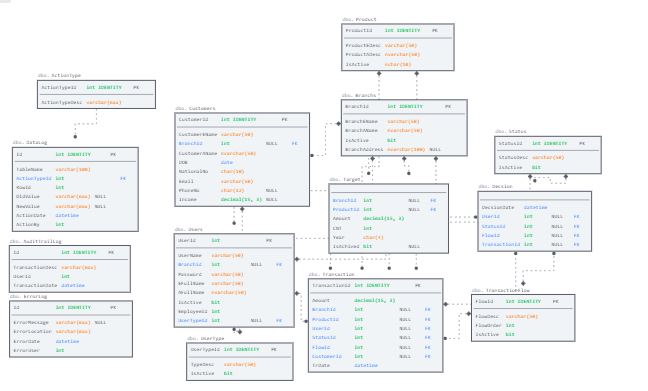 dbo. Product
ProductId int IDENTITY PK
ProductEDesc varchar(50)
ProductADesc nvarchar(50)
isActive nchar(50)
dbo. ActionType
ActionTypeId int IDENTITY PK
ActionTypeDesc varchar(max)
dbo. Customers
CustomerId int IDENTITY PK
CustomerEName varchar(50)
BranchId int NULL FK
CustomerAName nvarchar(50)
DOB date
NationalNo char(10)
Email varchar(50)
PhoneNo char(12) NULL
Income decimal(15, 3) NULL
dbo. Branchs
BranchId int IDENTITY PK
BranchEName varchar(50)
BranchAName nvarchar(50)
isActive bit
BranchAddress nvarchar(100) NULL
dbo. Status
StatusId int IDENTITY PK
StatusDesc varchar(50)
isActive bit
dbo. DataLog
Id int IDENTITY PK
TableName varchar(100)
ActionTypeId int FK
RowId int
OldValue varchar(max) NULL
NewValue varchar(max) NULL
ActionDate datetime
ActionBy int
dbo. Target
BranchId int NULL FK
ProductId int NULL FK
Amount decimal(15, 3)
CNT int
Year char(4)
isAchived bit NULL
dbo. Dession
DessionDate datetime
UserId int NULL FK
StatusId int NULL FK
FlowId int NULL FK
TransactionId int NULL FK
dbo. Users
UserId int PK
UserName varchar(50)
BranchId int NULL FK
Password varchar(50)
EFullName varchar(50)
AFullName nvarchar(50)
isActive bit
EmployeeId int
UserTypeId int NULL FK
dbo. AuditTrailLog
Id int IDENTITY PK
TransactionDesc varchar(max)
UserId int
TransactionDate datetime
dbo. ErrorLog
Id int IDENTITY PK
ErrorMessage varchar(max) NULL
ErrorLocation varchar(max)
ErrorDate datetime
ErrorUser int
dbo. Transaction
TransactionId int IDENTITY PK
Amount decimal(15, 3)
BranchId int NULL FK
ProductId int NULL FK
UserId int NULL FK
StatusId int NULL FK
FlowId int NULL FK
CustomerId int NULL FK
TrDate datetime
dbo. TransactionFlow
FlowId int IDENTITY PK
FlowDesc varchar(50)
FlowOrder int
isActive bit
dbo. UserType
UserTypeId int IDENTITY PK
TypeDesc varchar(50)
isActive bit